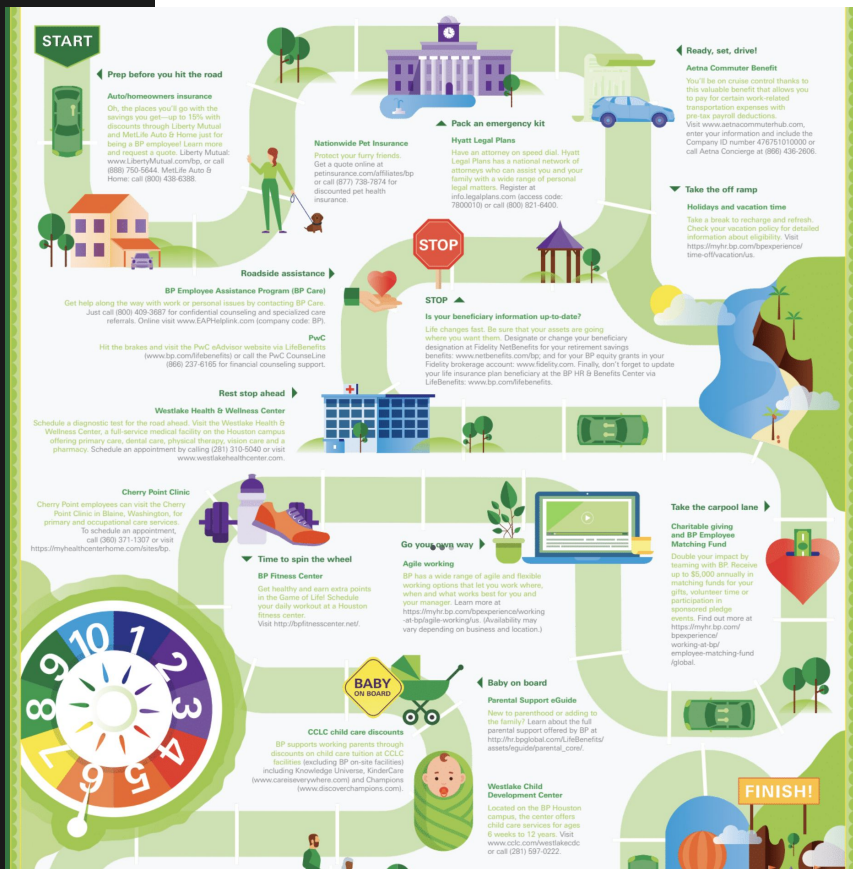 START
Prep before you hit the road
Auto/homeowners insurance
Oh, the places you'll go with the
savings you get—up to 15% with
discounts through Liberty Mutual
and MetLife Auto & Home just for
being a BP employee! Learn more
and request a quote. Liberty Mutual:
www.LibertyMutual.com/bp, or call
(888) 750-5644. MetLife Auto &
Home: call (800) 438-6388.
Nationwide Pet Insurance
Protect your furry friends.
Get a quote online at
petinsurance.com/affiliates/bp
or call (877) 738-7874 for
discounted pet health
insurance.
Pack an emergency kit
Hyatt Legal Plans
Have an attorney on speed dial. Hyatt
Legal Plans has a national network of
attorneys who can assist you and your
family with a wide range of personal
legal matters. Register at
info.legalplans.com (access code:
7800010) or call (800) 821-6400.
Ready, set, drive!
Aetna Commuter Benefit
You'll be on cruise control thanks to
this valuable benefit that allows you
to pay for certain work-related
transportation expenses with
pre-tax payroll deductions.
Visit www.aetnacommuterhub.com,
enter your information and include the
Company ID number 476751010000 or
call Aetna Concierge at (866) 436-2606.
Take the off ramp
Holidays and vacation time
Take a break to recharge and refresh.
Check your vacation policy for detailed
information about eligibility. Visit
https://myhr.bp.com/bpexperience/
time-off/vacation/us.
STOP
Roadside assistance
BP Employee Assistance Program (BP Care)
Get help along the way with work or personal issues by contacting BP Care.
Just call (800) 409-3687 for confidential counseling and specialized care
referrals. Online visit www.EAPHelplink.com (company code: BP).
PwC
Hit the brakes and visit the PwC eAdvisor website via LifeBenefits
(www.bp.com/lifebenefits) or call the PwC CounseLine
(866) 237-6165 for financial counseling support.
STOP
Is your beneficiary information up-to-date?
Life changes fast. Be sure that your assets are going
where you want them. Designate or change your beneficiary
designation at Fidelity NetBenefits for your retirement savings
benefits: www.netbenefits.com/bp; and for your BP equity grants in your
Fidelity brokerage account: www.fidelity.com. Finally, don't forget to update
your life insurance plan beneficiary at the BP HR & Benefits Center via
LifeBenefits: www.bp.com/lifebenefits.
Rest stop ahead
Westlake Health & Wellness Center
Schedule a diagnostic test for the road ahead. Visit the Westlake Health &
Wellness Center, a full-service medical facility on the Houston campus
offering primary care, dental care, physical therapy, vision care and a
pharmacy. Schedule an appointment by calling (281) 310-5040 or visit
www.westlakehealthcenter.com.
Cherry Point Clinic
Cherry Point employees can visit the Cherry
Point Clinic in Blaine, Washington, for
primary and occupational care services.
To schedule an appointment,
call (360) 371-1307 or visit
https://myhealthcenterhome.com/sites/bp.
Time to spin the wheel
BP Fitness Center
Get healthy and earn extra points
in the Game of Life! Schedule
your daily workout at a Houston
fitness center.
Visit http://bpfitnesscenter.net/.
Go your own way
Agile working
BP has a wide range of agile and flexible
working options that let you work where,
when and what works best for you and
your manager. Learn more at
https://myhr.bp.com/bpexperience/working
-at-bp/agile-working/us. (Availability may
vary depending on business and location.)
Take the carpool lane
Charitable giving
and BP Employee
Matching Fund
Double your impact by
teaming with BP. Receive
up to $5,000 annually in
matching funds for your
gifts, volunteer time or
participation in
sponsored pledge
events. Find out more at
https://myhr.bp.com/
bpexperience/
working-at-bp/
employee-matching-fund
/global.
10
1
2
3
4
5
6
7
8
9
BABY
ON BOARD
CCLC child care discounts
BP supports working parents through
discounts on child care tuition at CCLC
facilities (excluding BP on-site facilities)
including Knowledge Universe, KinderCare
(www.careiseverywhere.com) and Champions
(www.discoverchampions.com).
Baby on board
Parental Support eGuide
New to parenthood or adding to
the family? Learn about the full
parental support offered by BP at
http://hr.bpglobal.com/LifeBenefits/
assets/eguide/parental_core/.
Westlake Child
Development Center
Located on the BP Houston
campus, the center offers
child care services for ages
6 weeks to 12 years. Visit
www.cclc.com/westlakecdc
or call (281) 597-0222.
FINISH!